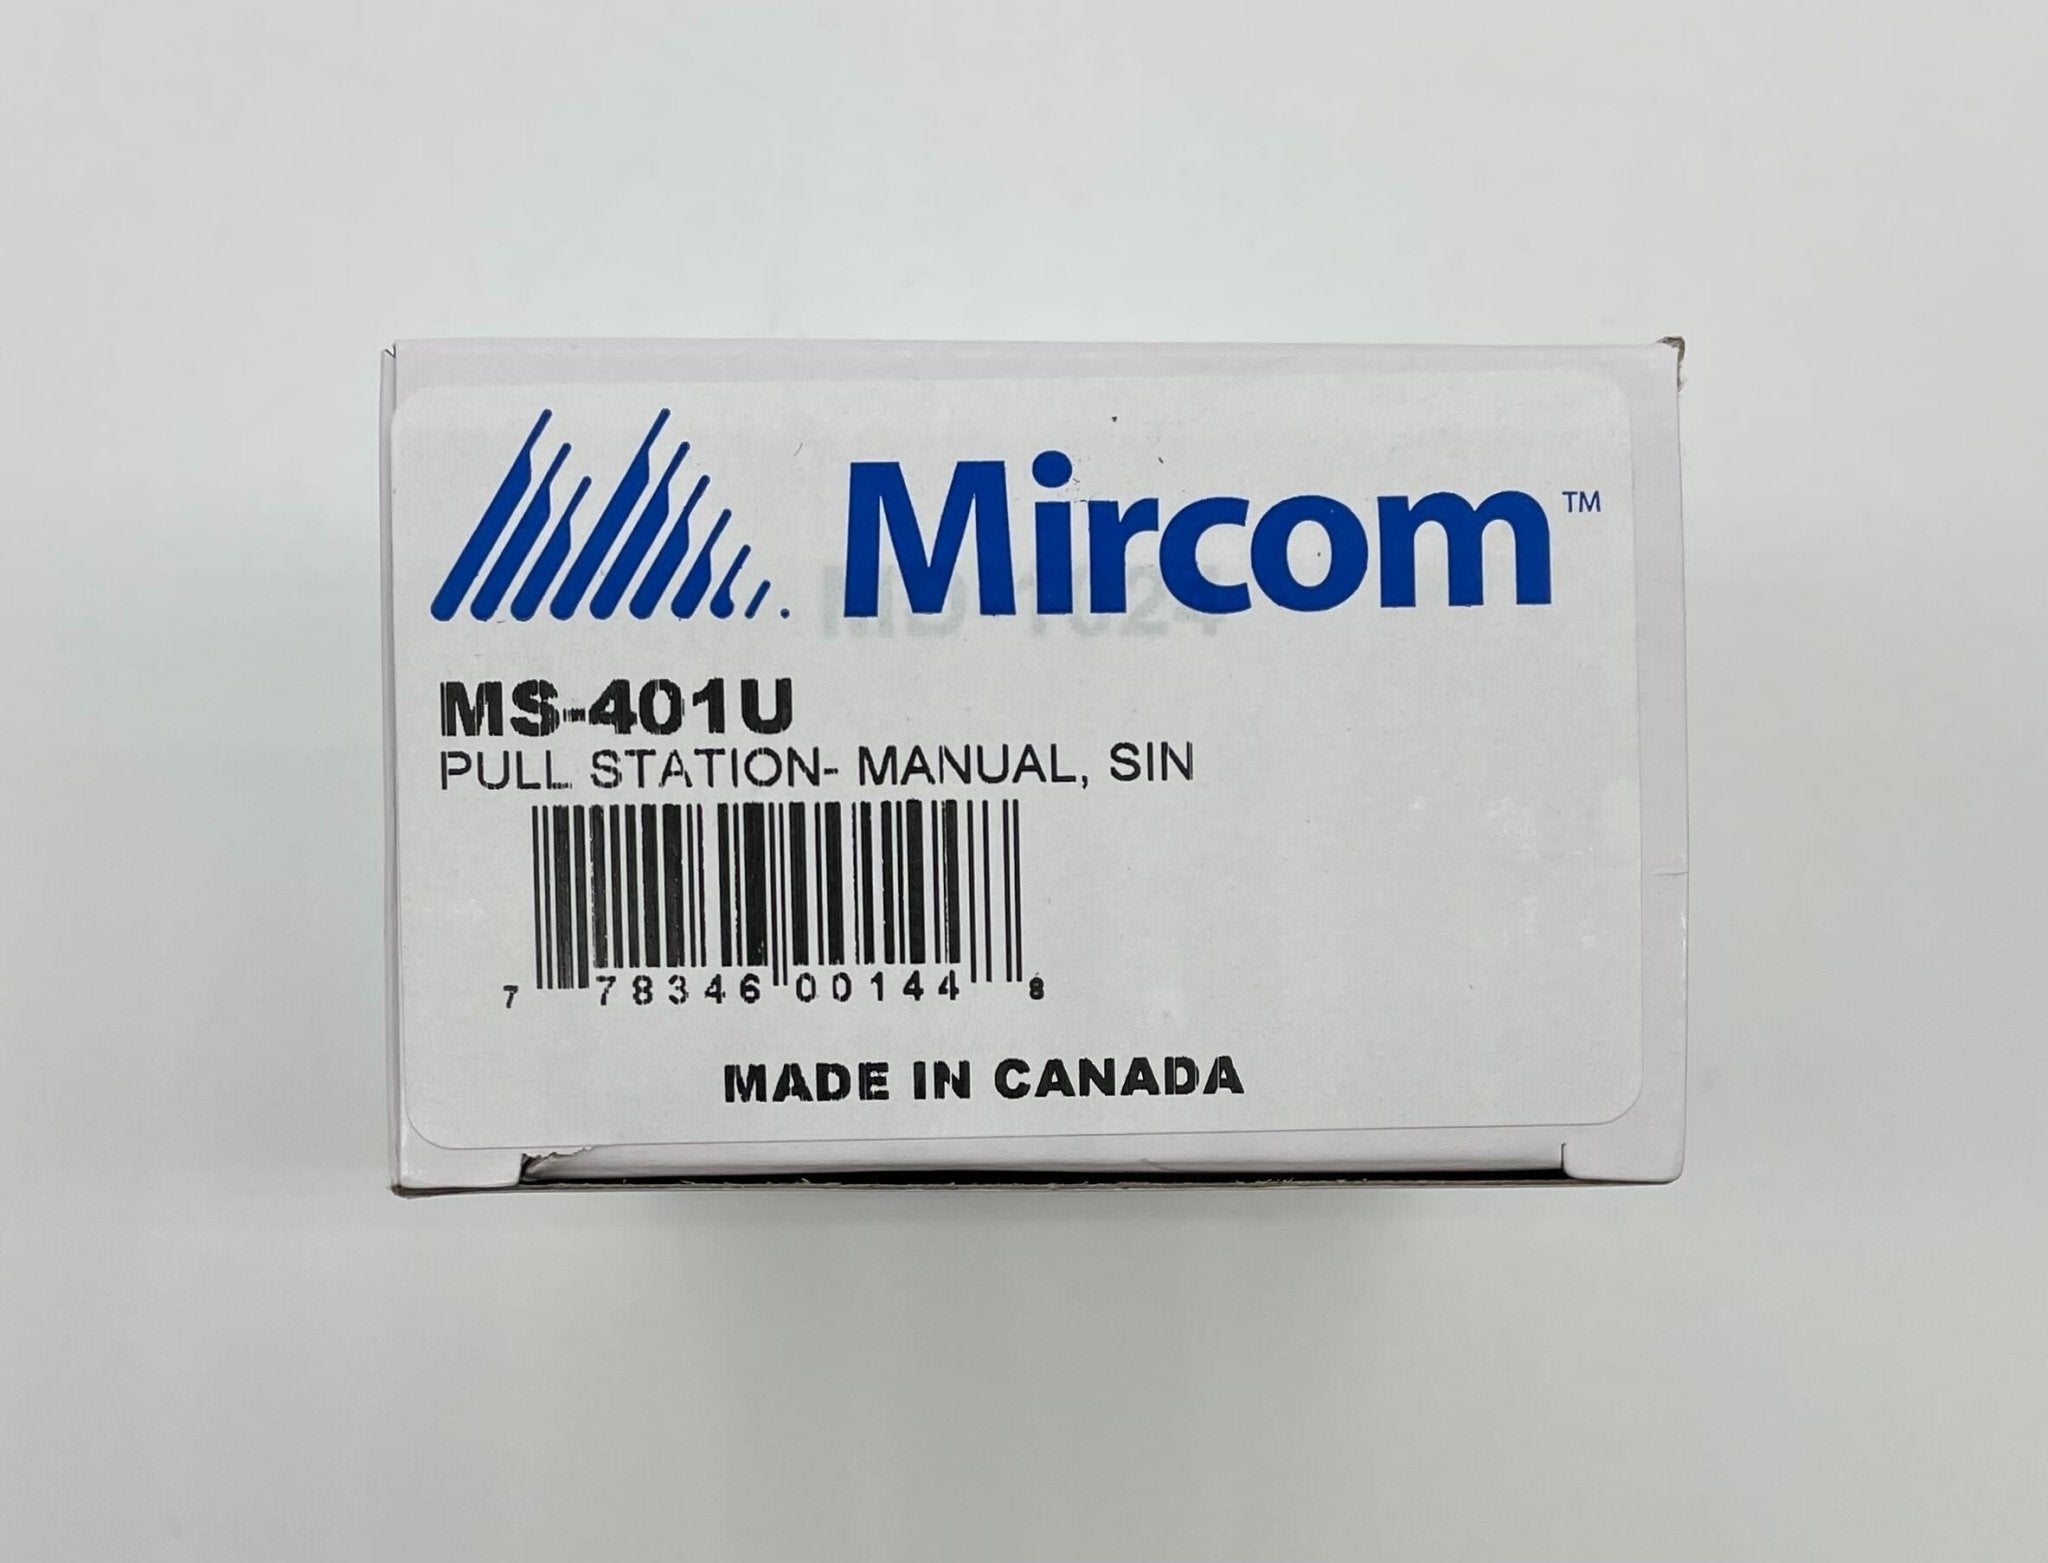 Mircom™
MS-401U
PULL STATION- MANUAL, SIN
7 78346 00144 8
MADE IN CANADA